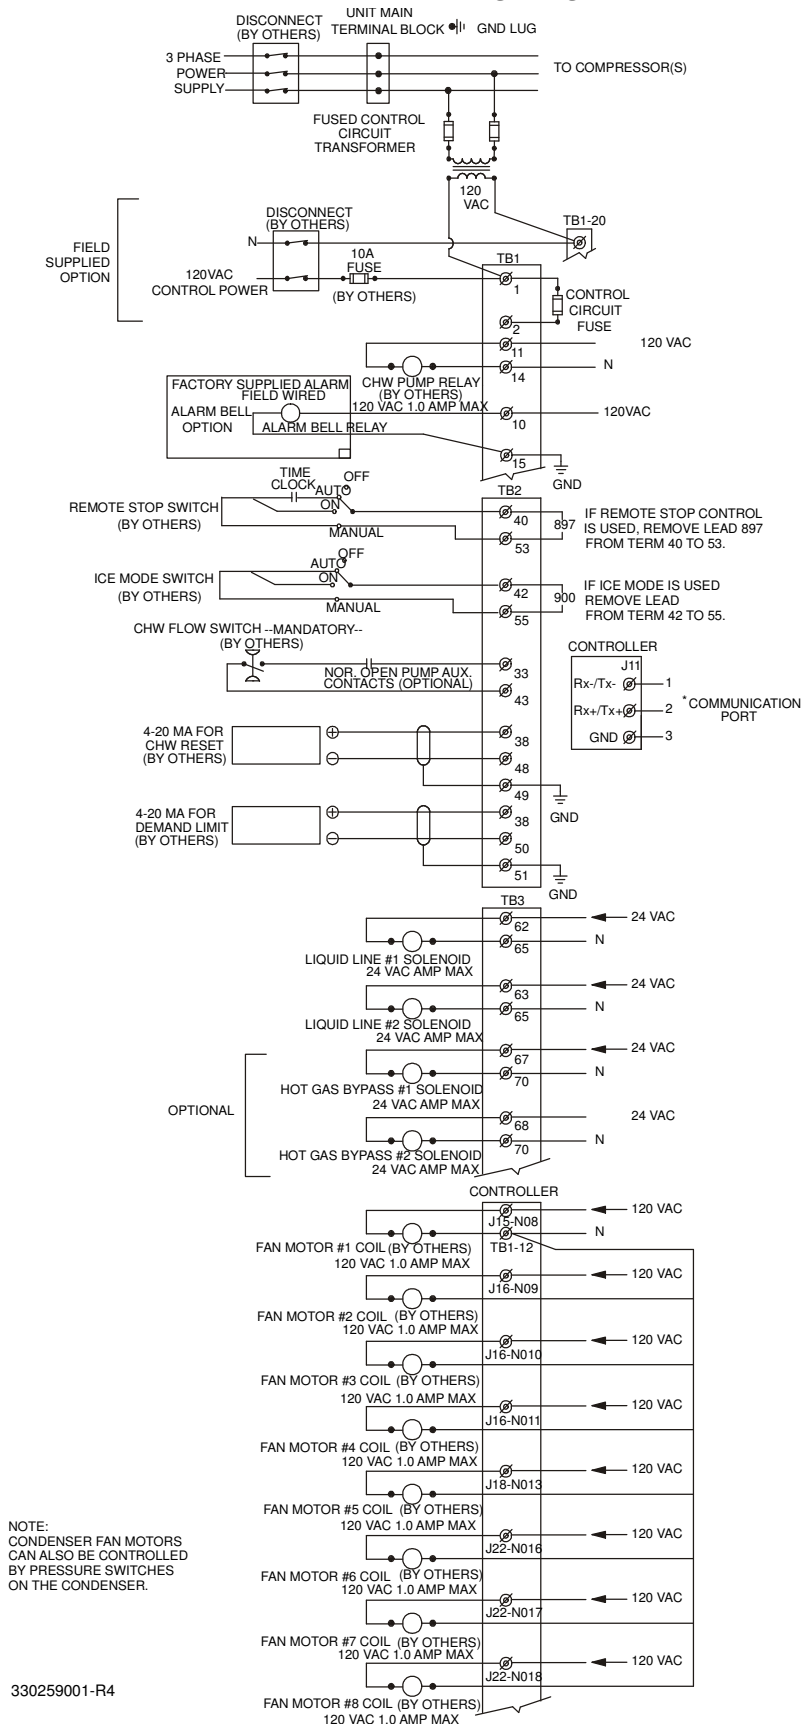 DISCONNECT
(BY OTHERS)
UNIT MAIN
TERMINAL BLOCK
GND LUG
3 PHASE
POWER
SUPPLY
TO COMPRESSOR(S)
FUSED CONTROL
CIRCUIT
TRANSFORMER
120
VAC
TB1-20
DISCONNECT
(BY OTHERS)
N
FIELD
SUPPLIED
OPTION
10A
FUSE
(BY OTHERS)
120VAC
CONTROL POWER
TB1
1
CONTROL
CIRCUIT
FUSE
2
11
120 VAC
14
N
CHW PUMP RELAY
(BY OTHERS)
120 VAC 1.0 AMP MAX
FACTORY SUPPLIED ALARM
FIELD WIRED
ALARM BELL
OPTION
ALARM BELL RELAY
10
120VAC
15
GND
TB2
TIME
CLOCK
OFF
AUTO
ON
MANUAL
REMOTE STOP SWITCH
(BY OTHERS)
40
53
897
IF REMOTE STOP CONTROL
IS USED, REMOVE LEAD 897
FROM TERM 40 TO 53.
OFF
AUTO
ON
MANUAL
ICE MODE SWITCH
(BY OTHERS)
42
55
900
IF ICE MODE IS USED
REMOVE LEAD
FROM TERM 42 TO 55.
CHW FLOW SWITCH --MANDATORY--
(BY OTHERS)
NOR. OPEN PUMP AUX.
CONTACTS (OPTIONAL)
33
43
CONTROLLER
J11
Rx-/Tx-
1
Rx+/Tx+
2
GND
3
*COMMUNICATION
PORT
4-20 MA FOR
CHW RESET
(BY OTHERS)
+
−
38
48
49
GND
4-20 MA FOR
DEMAND LIMIT
(BY OTHERS)
+
−
38
50
51
GND
TB3
62
24 VAC
65
N
LIQUID LINE #1 SOLENOID
24 VAC AMP MAX
63
24 VAC
65
N
LIQUID LINE #2 SOLENOID
24 VAC AMP MAX
OPTIONAL
67
24 VAC
70
N
HOT GAS BYPASS #1 SOLENOID
24 VAC AMP MAX
68
24 VAC
70
N
HOT GAS BYPASS #2 SOLENOID
24 VAC AMP MAX
CONTROLLER
J15-N08
120 VAC
TB1-12
N
FAN MOTOR #1 COIL (BY OTHERS)
120 VAC 1.0 AMP MAX
J16-N09
120 VAC
FAN MOTOR #2 COIL (BY OTHERS)
120 VAC 1.0 AMP MAX
J16-N010
120 VAC
FAN MOTOR #3 COIL (BY OTHERS)
120 VAC 1.0 AMP MAX
J16-N011
120 VAC
FAN MOTOR #4 COIL (BY OTHERS)
120 VAC 1.0 AMP MAX
J18-N013
120 VAC
FAN MOTOR #5 COIL (BY OTHERS)
120 VAC 1.0 AMP MAX
J22-N016
120 VAC
FAN MOTOR #6 COIL (BY OTHERS)
120 VAC 1.0 AMP MAX
J22-N017
120 VAC
FAN MOTOR #7 COIL (BY OTHERS)
120 VAC 1.0 AMP MAX
J22-N018
120 VAC
FAN MOTOR #8 COIL (BY OTHERS)
120 VAC 1.0 AMP MAX
NOTE:
CONDENSER FAN MOTORS
CAN ALSO BE CONTROLLED
BY PRESSURE SWITCHES
ON THE CONDENSER.
330259001-R4